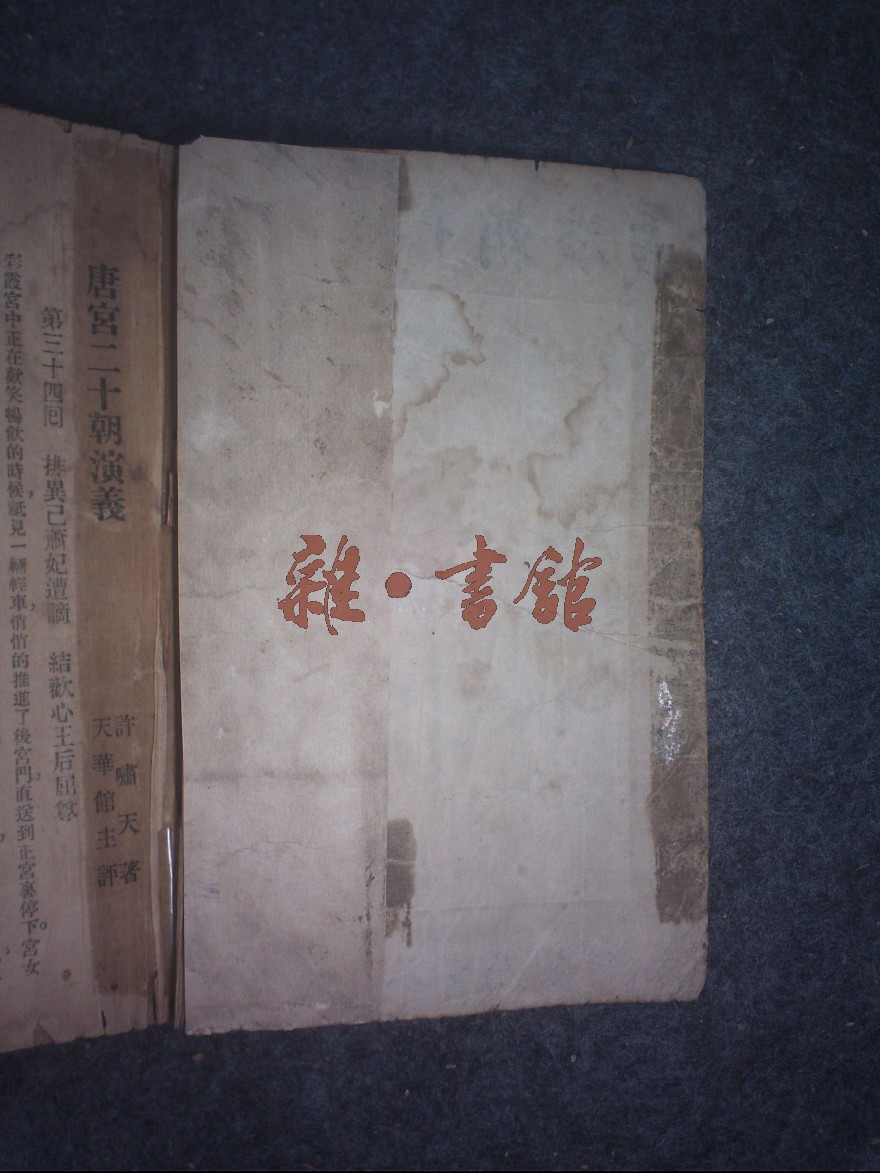 唐宮二十朝演義
許嘯天著
天華館主評
第三十四回 排異己蕭妃遭謫 結歡心王后屈尊
彩霞宮中正在歡笑暢飲的時候，祇見一輛輕車，悄悄的推進了後宮門，直送到正宮裏停下。宮女
雜·書館